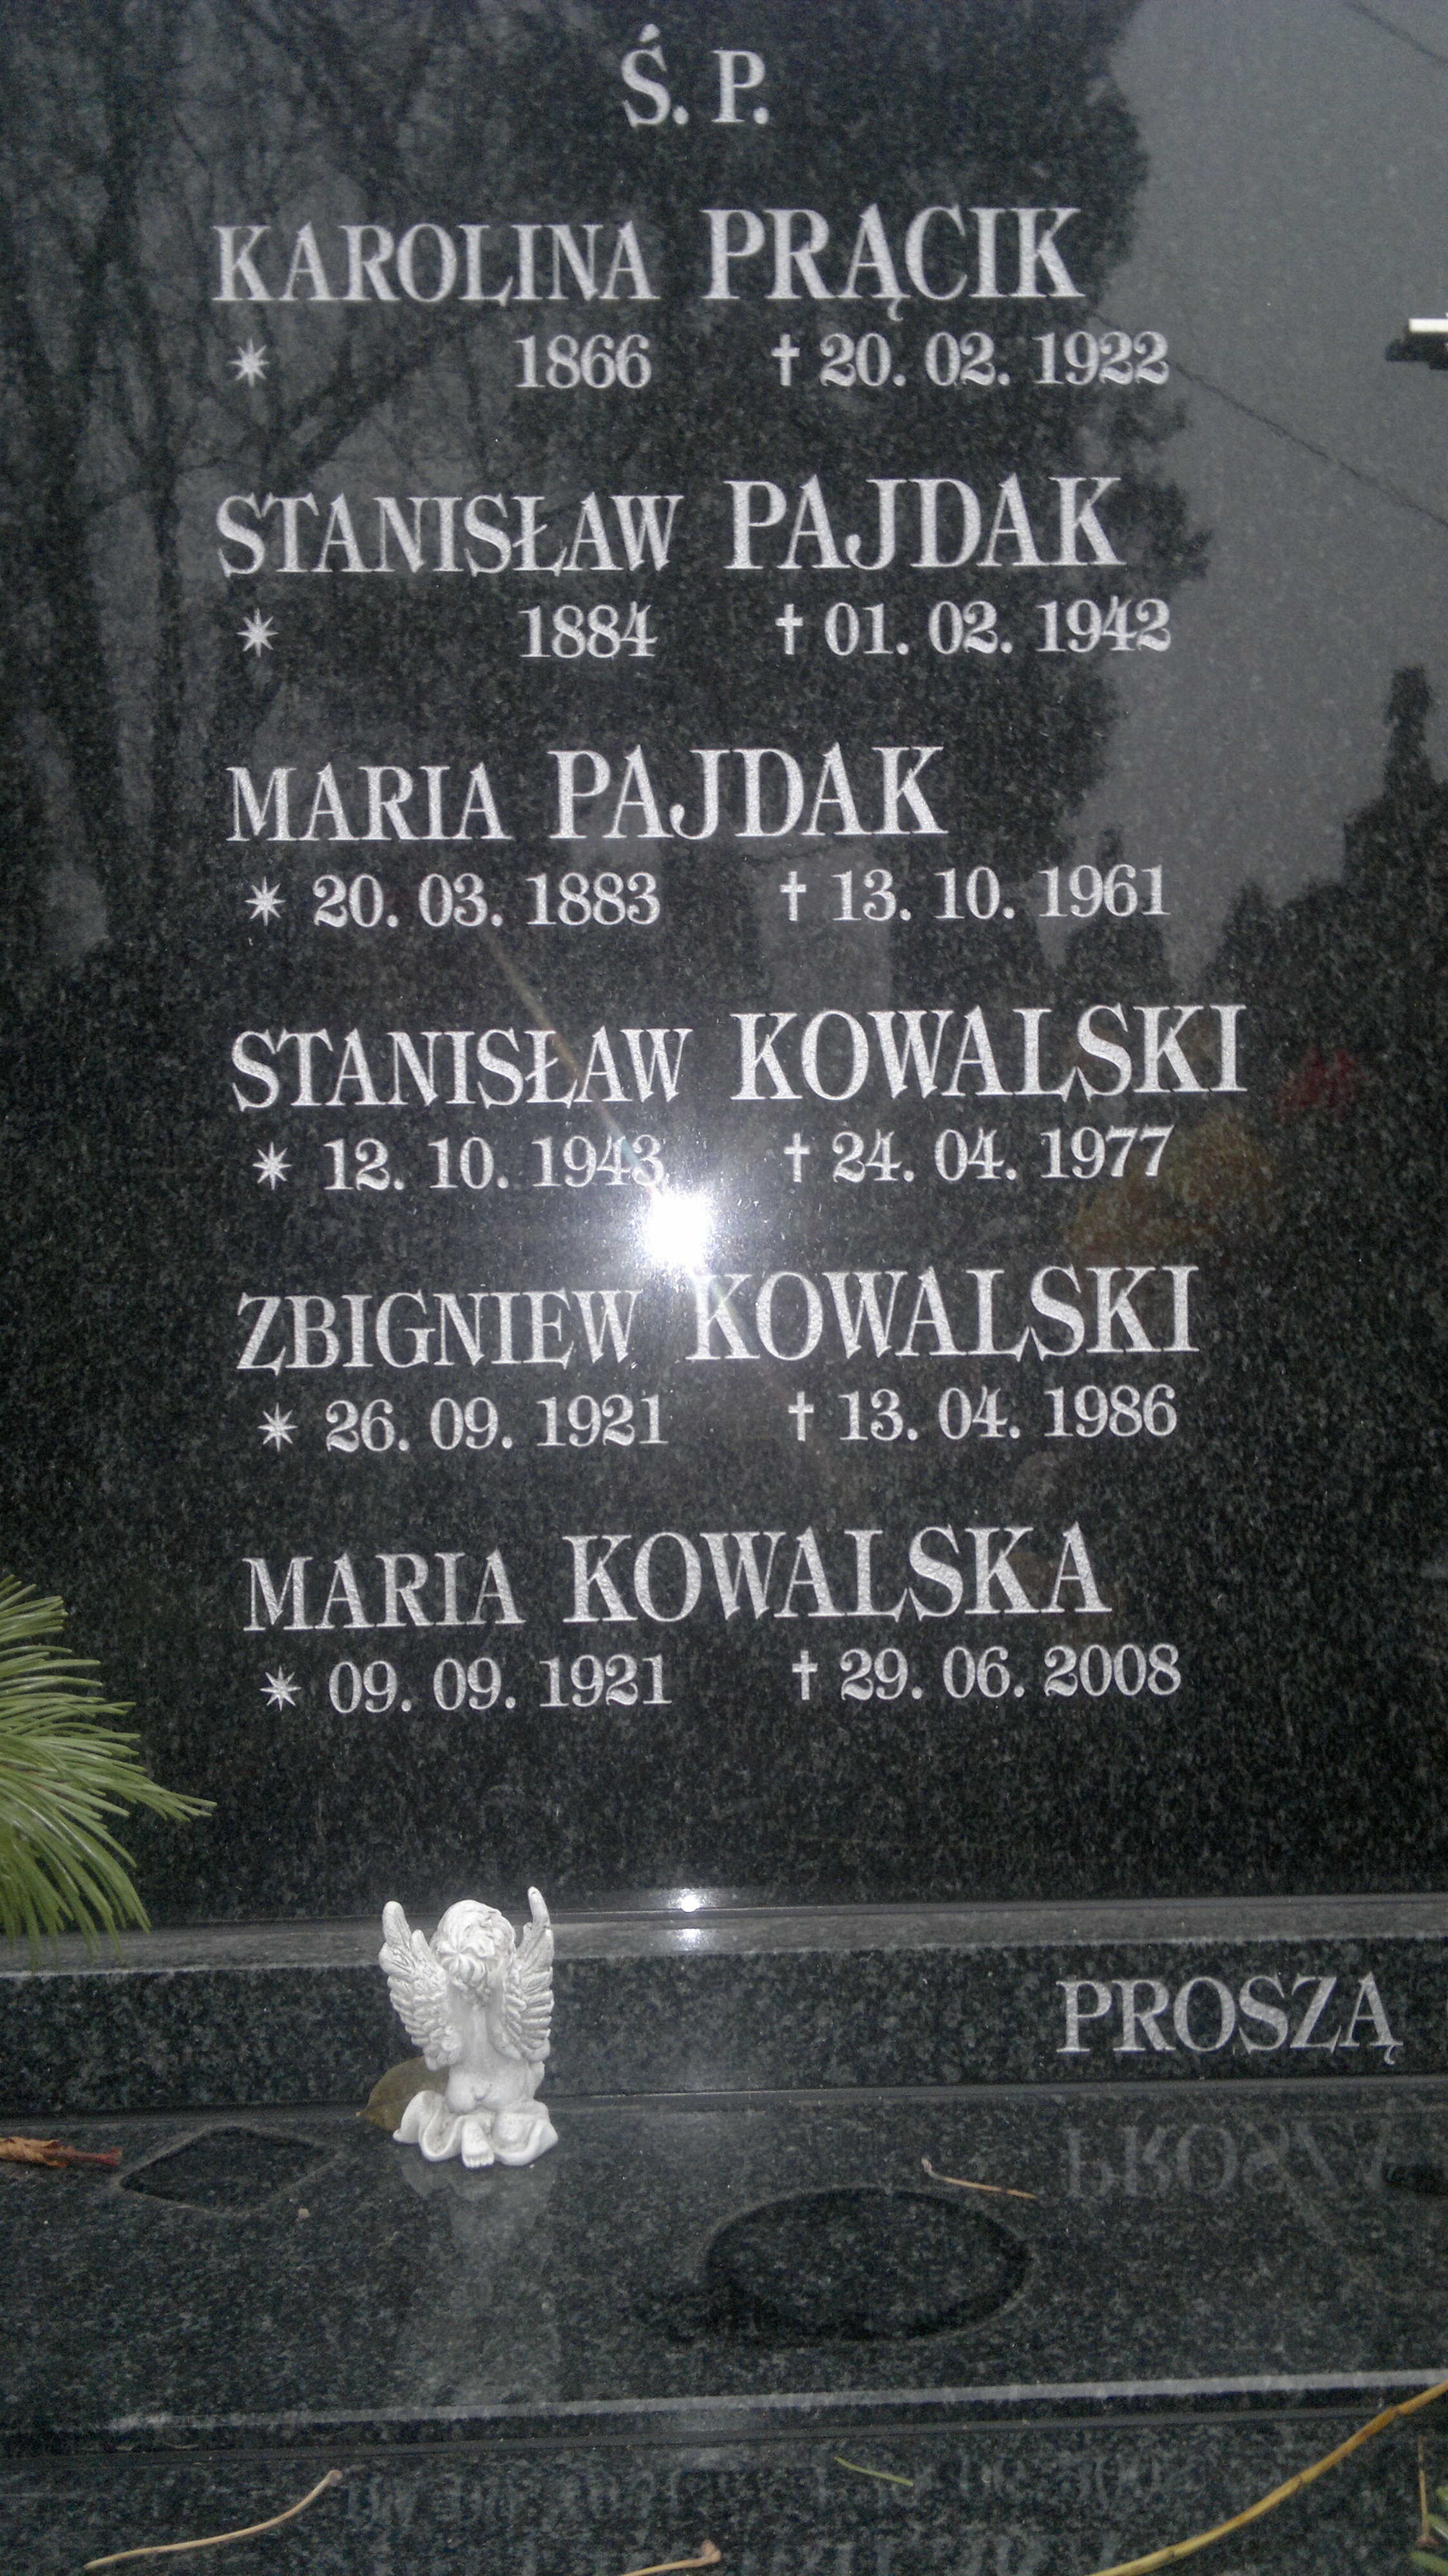 Ś. P.
KAROLINA PRĄCIK
* 1866 † 20. 02. 1922
STANISŁAW PAJDAK
* 1884 † 01. 02. 1942
MARIA PAJDAK
* 20. 03. 1883 † 13. 10. 1961
STANISŁAW KOWALSKI
* 12. 10. 1943 † 24. 04. 1977
ZBIGNIEW KOWALSKI
* 26. 09. 1921 † 13. 04. 1986
MARIA KOWALSKA
* 09. 09. 1921 † 29. 06. 2008
PROSZĄ